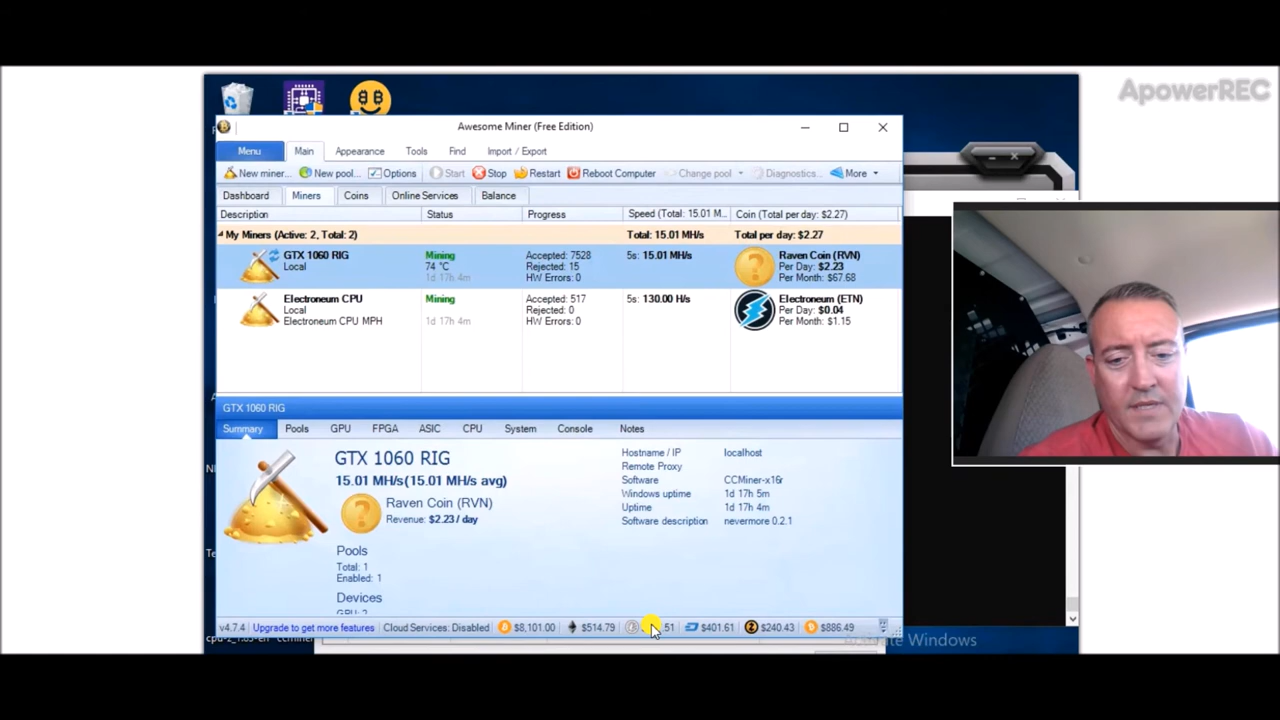 ApowerREC
Awesome Miner (Free Edition)
Menu Main Appearance Tools Find Import / Export
New miner... New pool... Options Start Stop Restart Reboot Computer Change pool Diagnostics... More
Dashboard Miners Coins Online Services Balance
Description Status Progress Speed (Total: 15.01 M... Coin (Total per day: $2.27)
My Miners (Active: 2, Total: 2) Total: 15.01 MH/s Total per day: $2.27
GTX 1060 RIG Mining Accepted: 7528 5s: 15.01 MH/s Raven Coin (RVN)
Local 74 °C Rejected: 15 Per Day: $2.23
1d 17h 4m HW Errors: 0 Per Month: $67.68
Electroneum CPU Mining Accepted: 517 5s: 130.00 H/s Electroneum (ETN)
Local Rejected: 0 Per Day: $0.04
Electroneum CPU MPH 1d 17h 4m HW Errors: 0 Per Month: $1.15
GTX 1060 RIG
Summary Pools GPU FPGA ASIC CPU System Console Notes
GTX 1060 RIG
15.01 MH/s(15.01 MH/s avg)
Raven Coin (RVN)
Revenue: $2.23 / day
Hostname / IP localhost
Remote Proxy
Software CCMiner-x16r
Windows uptime 1d 17h 5m
Uptime 1d 17h 4m
Software description nevermore 0.2.1
Pools
Total: 1
Enabled: 1
Devices
GPU: 2
v4.7.4 Upgrade to get more features Cloud Services: Disabled $8,101.00 $514.79 .51 $401.61 $240.43 $886.49
Activate Windows